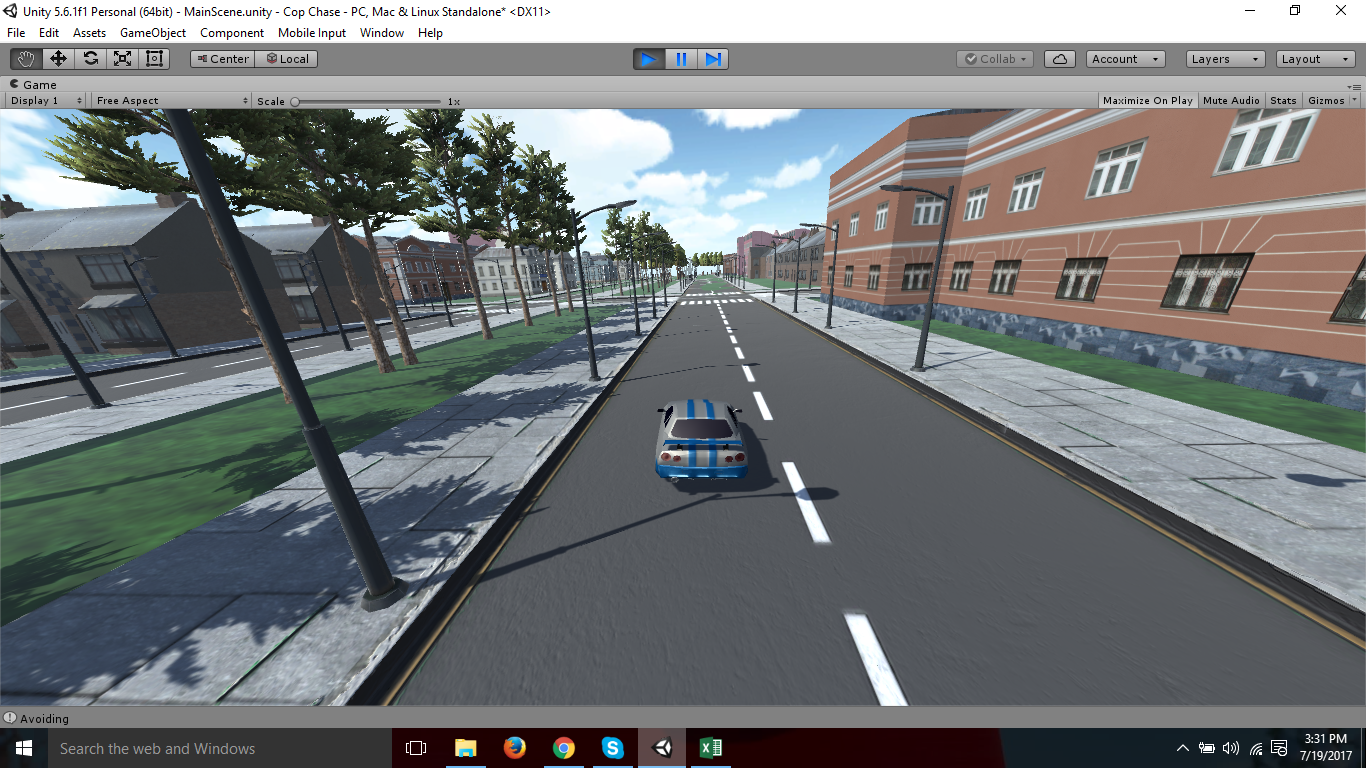 Unity 5.6.1f1 Personal (64bit) - MainScene.unity - Cop Chase - PC, Mac & Linux Standalone* <DX11>
File Edit Assets GameObject Component Mobile Input Window Help
Center Local Collab Account Layers Layout
Game
Display 1 Free Aspect Scale 1x Maximize On Play Mute Audio Stats Gizmos
Avoiding
Search the web and Windows
3:31 PM
7/19/2017